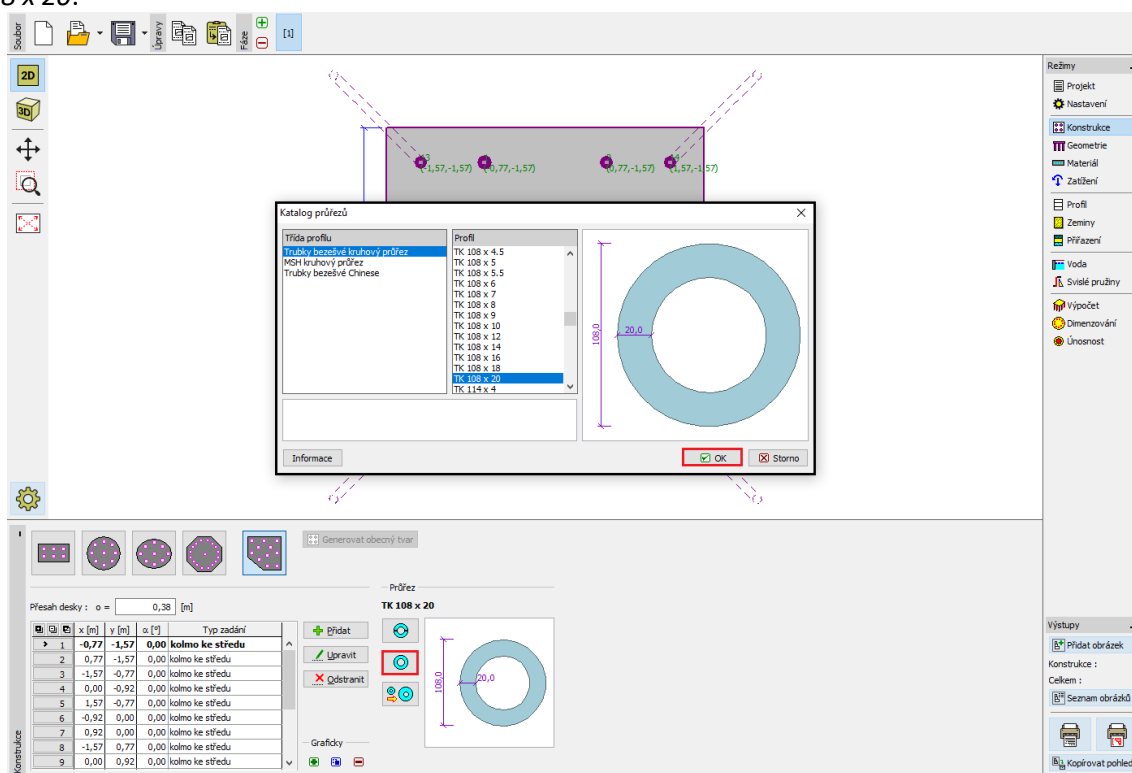 8 x 20.
Soubor
Úpravy
Fáze
[1]
2D
3D
-1,57,-1,57)
0,77,-1,57)
(0,77,-1,57)
(1,57,-1,57)
Katalog průřezů
Třída profilu
Trubky bezešvé kruhový průřez
MSH kruhový průřez
Trubky bezešvé Chinese
Profil
TK 108 x 4.5
TK 108 x 5
TK 108 x 5.5
TK 108 x 6
TK 108 x 7
TK 108 x 8
TK 108 x 9
TK 108 x 10
TK 108 x 12
TK 108 x 14
TK 108 x 16
TK 108 x 18
TK 108 x 20
TK 114 x 4
108,0
20,0
Informace
OK
Storno
Režimy
Projekt
Nastavení
Konstrukce
Geometrie
Materiál
Zatížení
Profil
Zeminy
Přiřazení
Voda
Svislé pružiny
Výpočet
Dimenzování
Únosnost
Generovat obecný tvar
Přesah desky : o = 0,38 [m]
x [m] y [m] α [°] Typ zadání
1 -0,77 -1,57 0,00 kolmo ke středu
2 0,77 -1,57 0,00 kolmo ke středu
3 -1,57 -0,77 0,00 kolmo ke středu
4 0,00 -0,92 0,00 kolmo ke středu
5 1,57 -0,77 0,00 kolmo ke středu
6 -0,92 0,00 0,00 kolmo ke středu
7 0,92 0,00 0,00 kolmo ke středu
8 -1,57 0,77 0,00 kolmo ke středu
9 0,00 0,92 0,00 kolmo ke středu
Přidat
Upravit
Odstranit
Graficky
Průřez
TK 108 x 20
108,0
20,0
Konstrukce
Výstupy
Přidat obrázek
Konstrukce :
Celkem :
Seznam obrázků
Kopírovat pohled